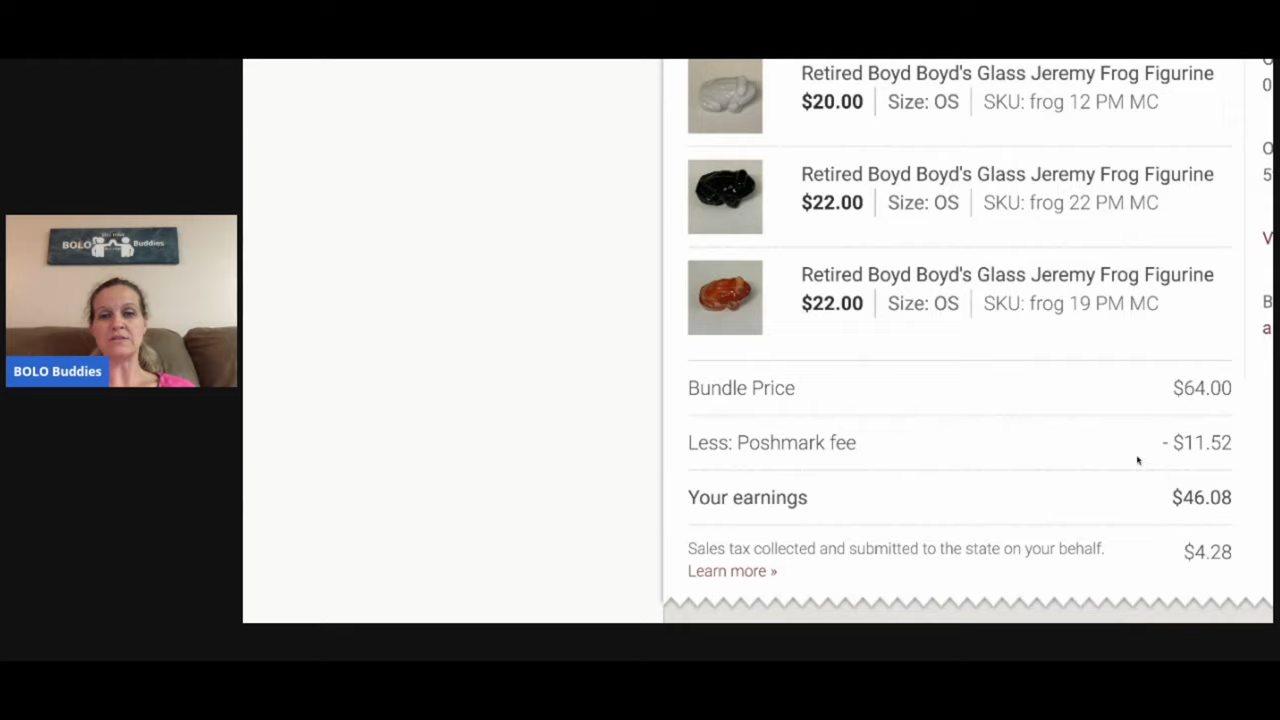 Retired Boyd Boyd's Glass Jeremy Frog Figurine
$20.00 Size: OS SKU: frog 12 PM MC
Retired Boyd Boyd's Glass Jeremy Frog Figurine
$22.00 Size: OS SKU: frog 22 PM MC
Retired Boyd Boyd's Glass Jeremy Frog Figurine
$22.00 Size: OS SKU: frog 19 PM MC
Bundle Price $64.00
Less: Poshmark fee - $11.52
Your earnings $46.08
Sales tax collected and submitted to the state on your behalf. $4.28
Learn more »
BOLO Buddies
BOLO Buddies